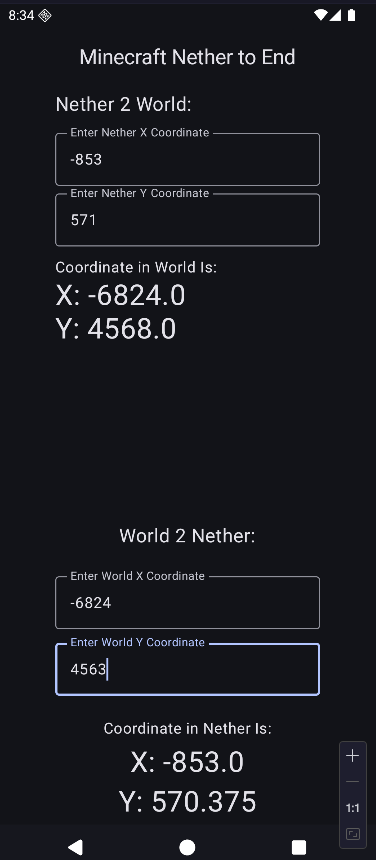 8:34
Minecraft Nether to End
Nether 2 World:
Enter Nether X Coordinate
-853
Enter Nether Y Coordinate
571
Coordinate in World Is:
X: -6824.0
Y: 4568.0
World 2 Nether:
Enter World X Coordinate
-6824
Enter World Y Coordinate
4563
Coordinate in Nether Is:
X: -853.0
Y: 570.375
1:1